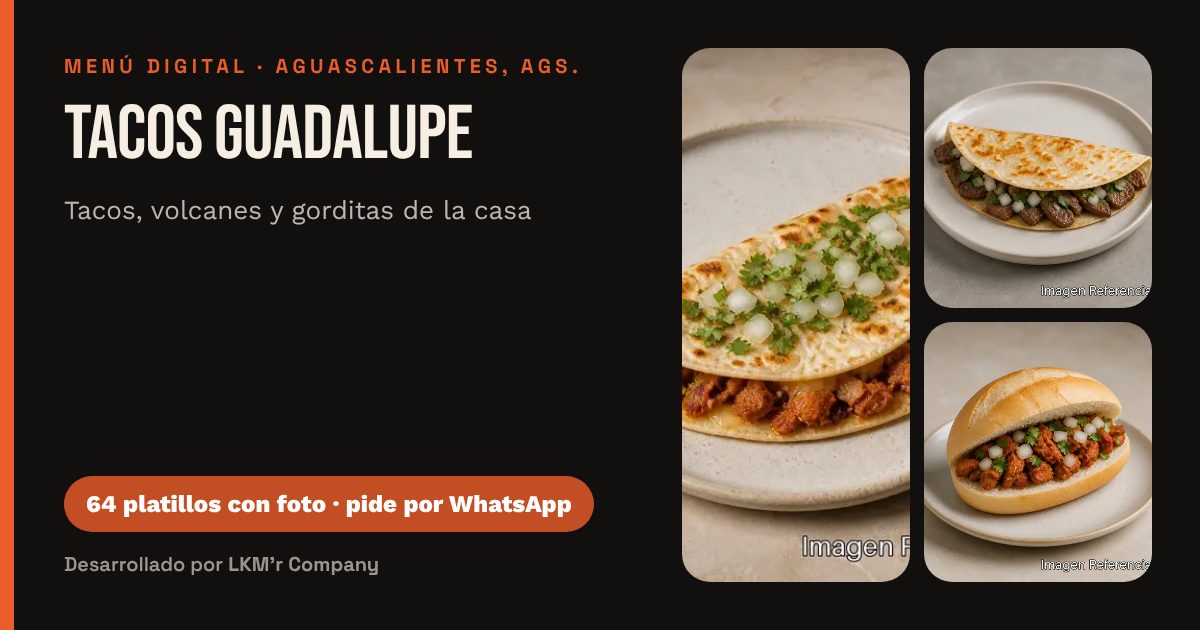 MENÚ DIGITAL · AGUASCALIENTES, AGS.
TACOS GUADALUPE
Tacos, volcanes y gorditas de la casa
64 platillos con foto · pide por WhatsApp
Desarrollado por LKM’r Company
Imagen
Imagen Referencia
Imagen Referencia